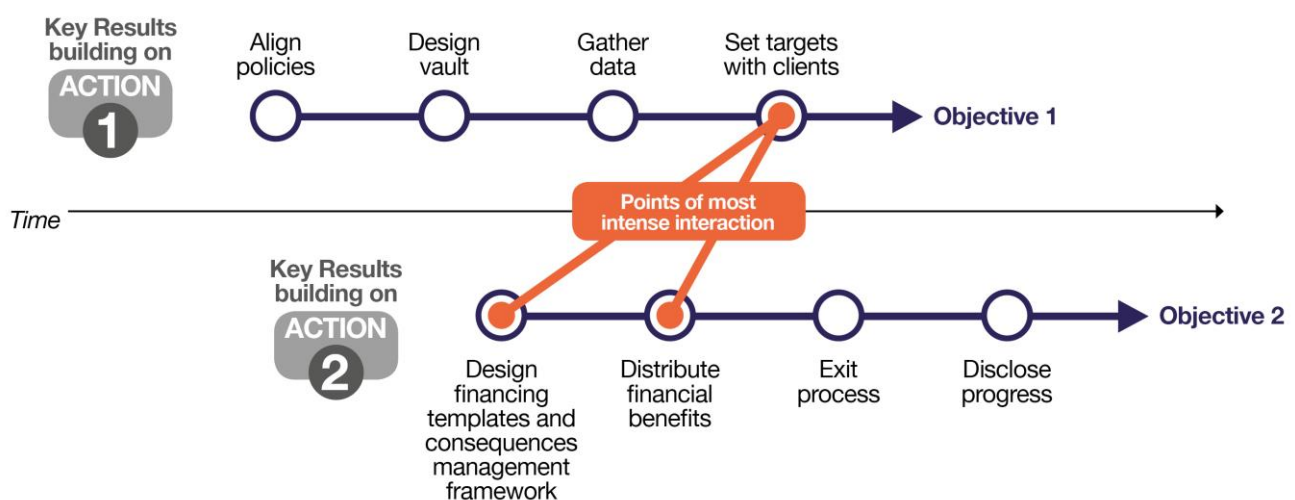 Key Results
building on
ACTION
1
Align
policies
Design
vault
Gather
data
Set targets
with clients
Objective 1
Points of most
intense interaction
Time
Key Results
building on
ACTION
2
Objective 2
Design
financing
templates and
consequences
management
framework
Distribute
financial
benefits
Exit
process
Disclose
progress